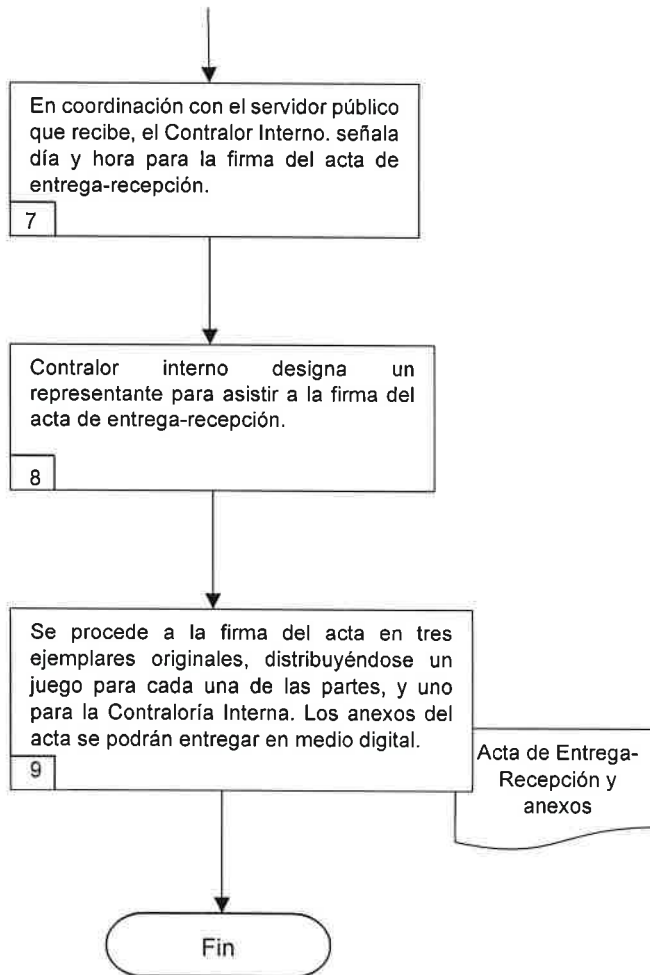 En coordinación con el servidor público
que recibe, el Contralor Interno. señala
día y hora para la firma del acta de
entrega-recepción.
7
Contralor interno designa un
representante para asistir a la firma del
acta de entrega-recepción.
8
Se procede a la firma del acta en tres
ejemplares originales, distribuyéndose un
juego para cada una de las partes, y uno
para la Contraloría Interna. Los anexos del
acta se podrán entregar en medio digital.
9
Acta de Entrega-
Recepción y
anexos
Fin